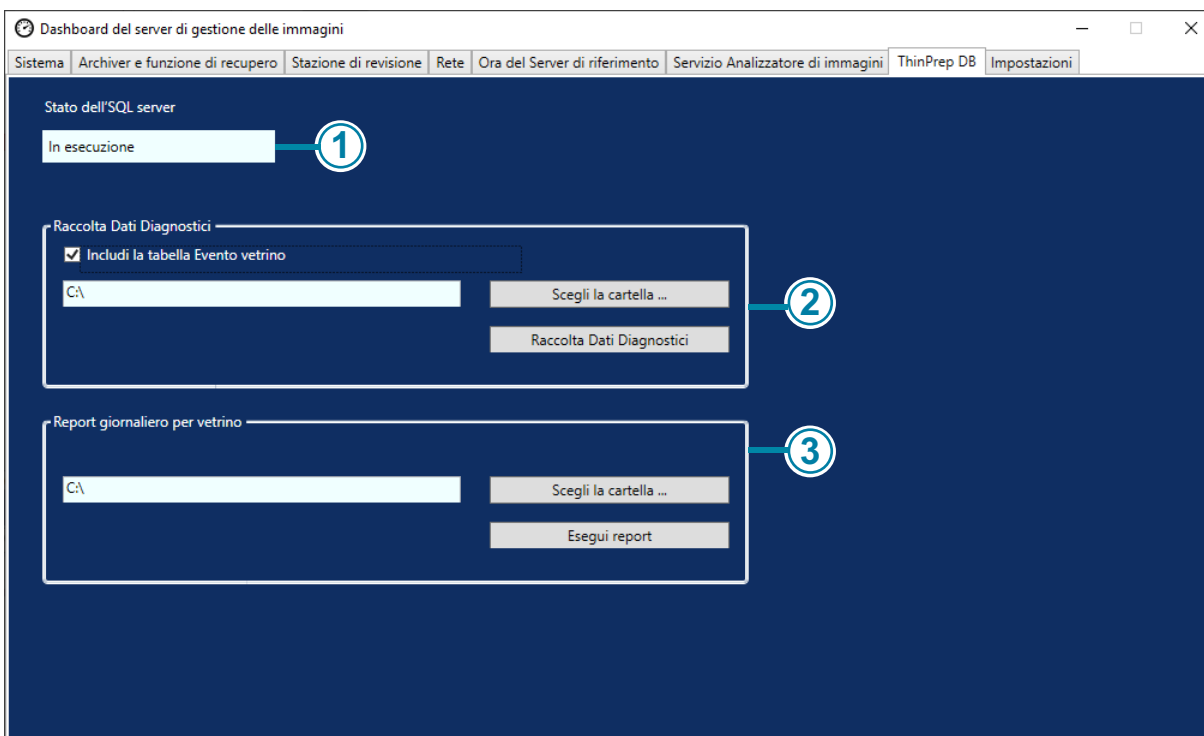 Dashboard del server di gestione delle immagini
Sistema Archiver e funzione di recupero Stazione di revisione Rete Ora del Server di riferimento Servizio Analizzatore di immagini ThinPrep DB Impostazioni
Stato dell'SQL server
In esecuzione 1
Raccolta Dati Diagnostici
Includi la tabella Evento vetrino
C:\ Scegli la cartella ... 2
Raccolta Dati Diagnostici
Report giornaliero per vetrino
3
C:\ Scegli la cartella ...
Esegui report